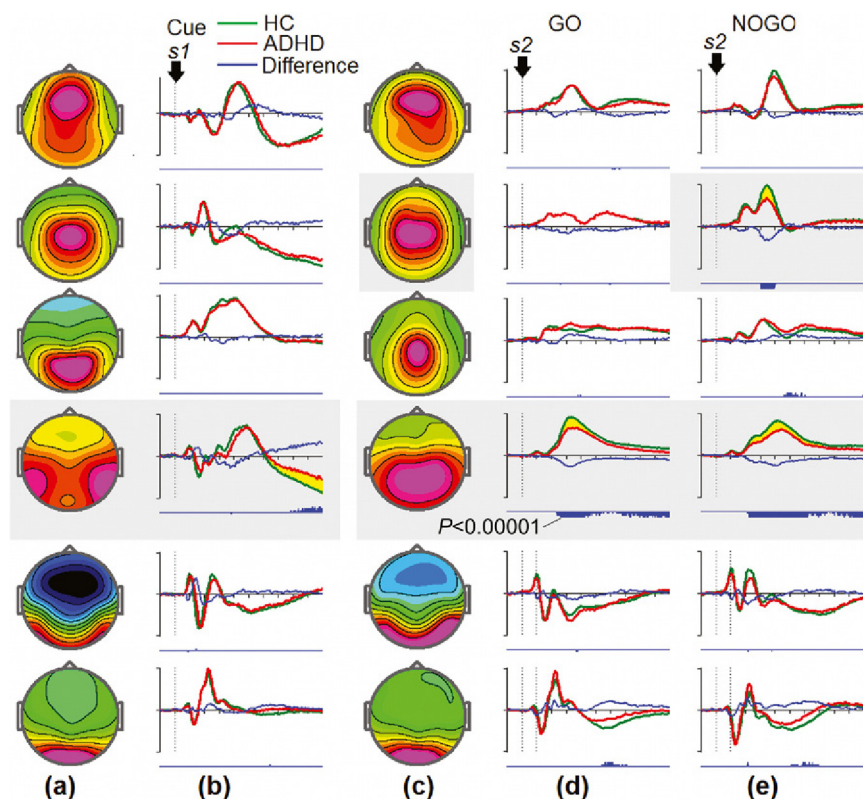 Cue
s1
HC
ADHD
Difference
GO
s2
NOGO
s2
P<0.00001
(a) (b) (c) (d) (e)